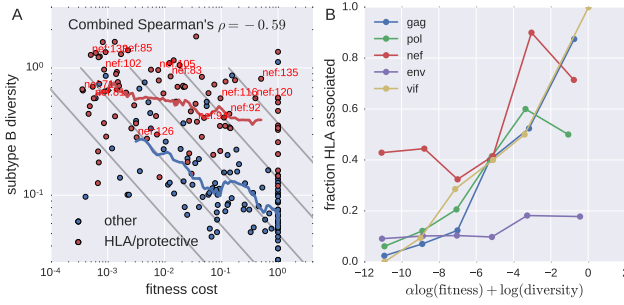 A
Combined Spearman's ρ = −0.59
nef:85
nef:102
nef:105
nef:83
nef:135
nef:116
nef:120
nef:92
nef:126
subtype B diversity
10⁰
10⁻¹
other
HLA/protective
10⁻⁴ 10⁻³ 10⁻² 10⁻¹ 10⁰
fitness cost
B
gag
pol
nef
env
vif
fraction HLA associated
1.0
0.8
0.6
0.4
0.2
0.0
−12 −10 −8 −6 −4 −2 0
αlog(fitness) + log(diversity)